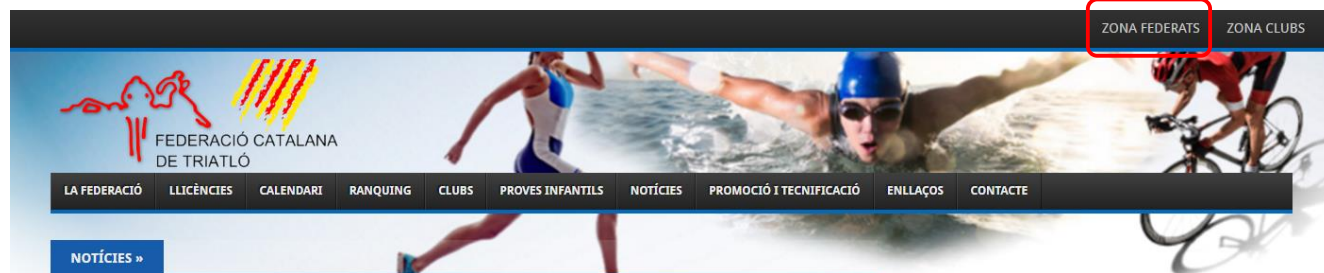 ZONA FEDERATS ZONA CLUBS
FEDERACIÓ CATALANA
DE TRIATLÓ
LA FEDERACIÓ LLICÈNCIES CALENDARI RANQUING CLUBS PROVES INFANTILS NOTÍCIES PROMOCIÓ I TECNIFICACIÓ ENLLAÇOS CONTACTE
NOTÍCIES »